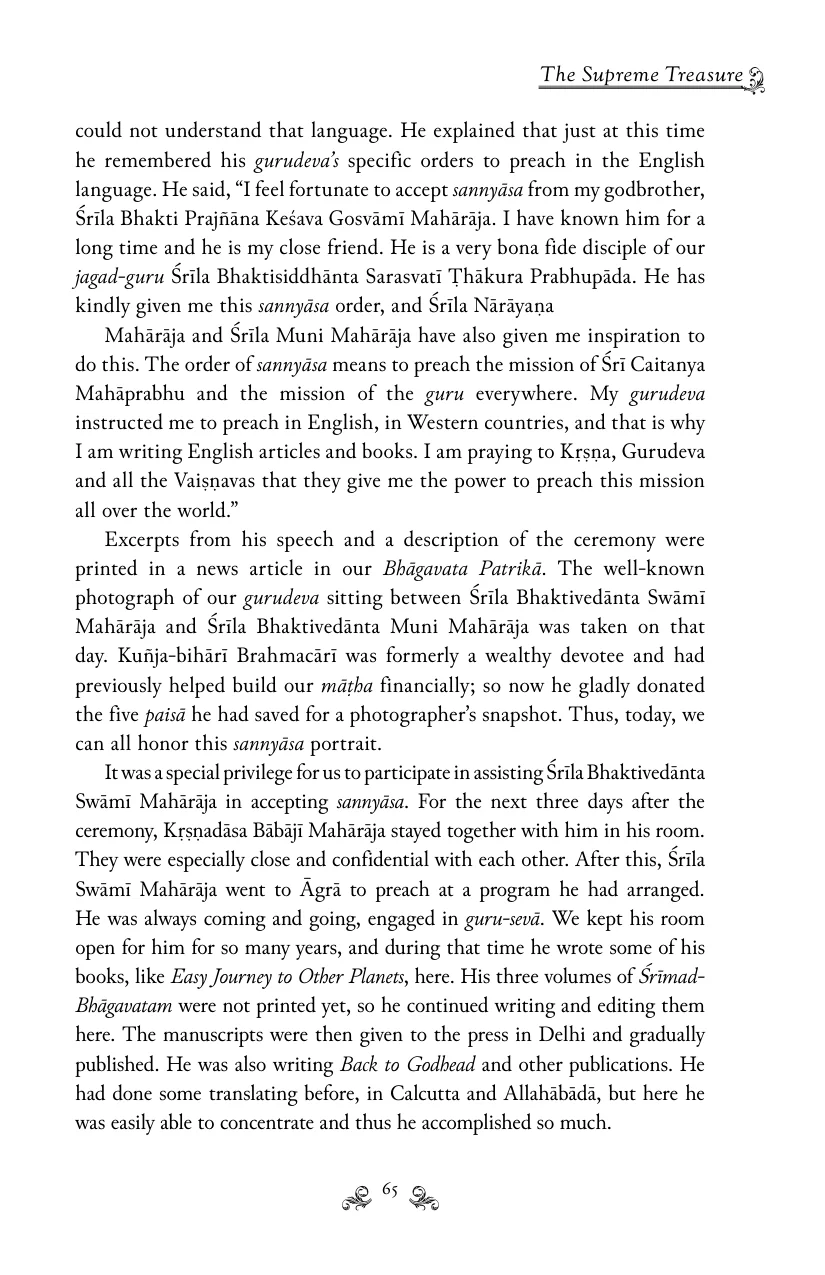 The Supreme Treasure
could not understand that language. He explained that just at this time
he remembered his gurudeva’s specific orders to preach in the English
language. He said, “I feel fortunate to accept sannyāsa from my godbrother,
Śrīla Bhakti Prajñāna Keśava Gosvāmī Mahārāja. I have known him for a
long time and he is my close friend. He is a very bona fide disciple of our
jagad-guru Śrīla Bhaktisiddhānta Sarasvatī Ṭhākura Prabhupāda. He has
kindly given me this sannyāsa order, and Śrīla Nārāyaṇa
Mahārāja and Śrīla Muni Mahārāja have also given me inspiration to
do this. The order of sannyāsa means to preach the mission of Śrī Caitanya
Mahāprabhu and the mission of the guru everywhere. My gurudeva
instructed me to preach in English, in Western countries, and that is why
I am writing English articles and books. I am praying to Kṛṣṇa, Gurudeva
and all the Vaiṣṇavas that they give me the power to preach this mission
all over the world.”
Excerpts from his speech and a description of the ceremony were
printed in a news article in our Bhāgavata Patrikā. The well-known
photograph of our gurudeva sitting between Śrīla Bhaktivedānta Swāmī
Mahārāja and Śrīla Bhaktivedānta Muni Mahārāja was taken on that
day. Kuñja-bihārī Brahmacārī was formerly a wealthy devotee and had
previously helped build our māṭha financially; so now he gladly donated
the five paisā he had saved for a photographer’s snapshot. Thus, today, we
can all honor this sannyāsa portrait.
It was a special privilege for us to participate in assisting Śrīla Bhaktivedānta
Swāmī Mahārāja in accepting sannyāsa. For the next three days after the
ceremony, Kṛṣṇadāsa Bābājī Mahārāja stayed together with him in his room.
They were especially close and confidential with each other. After this, Śrīla
Swāmī Mahārāja went to Āgrā to preach at a program he had arranged.
He was always coming and going, engaged in guru-sevā. We kept his room
open for him for so many years, and during that time he wrote some of his
books, like Easy Journey to Other Planets, here. His three volumes of Śrīmad-
Bhāgavatam were not printed yet, so he continued writing and editing them
here. The manuscripts were then given to the press in Delhi and gradually
published. He was also writing Back to Godhead and other publications. He
had done some translating before, in Calcutta and Allahābādā, but here he
was easily able to concentrate and thus he accomplished so much.
65